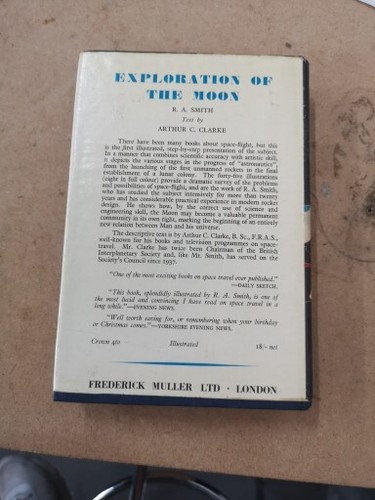 EXPLORATION OF
THE MOON
R. A. SMITH
Text by
ARTHUR C. CLARKE
There have been many books about space-flight, but this
is the first illustrated, step-by-step presentation of the subject.
In a manner that combines scientific accuracy with artistic skill,
it depicts the various stages in the progress of "astronautics",
from the launching of the first unmanned rockets to the final
establishment of a lunar colony. The forty-five illustrations
(eight in full colour) provide a dramatic survey of the problems
and possibilities of space-flight, and are the work of R. A. Smith,
who has studied the subject intensively for more than twenty
years and has considerable practical experience in modern rocket
design. He shows how, by the correct use of science and
engineering skill, the Moon may become a valuable permanent
community in its own right, marking the beginning of an entirely
new relation between Man and his universe.
The descriptive text is by Arthur C. Clarke, B. Sc., F.R.A.S.,
well-known for his books and television programmes on space-
travel. Mr. Clarke has twice been Chairman of the British
Interplanetary Society and, like Mr. Smith, has served on the
Society's Council since 1937.
"One of the most exciting books on space travel ever published."
—DAILY SKETCH.
"This book, splendidly illustrated by R. A. Smith, is one of
the most lucid and convincing I have read on space travel in a
long while."—EVENING NEWS.
"Well worth saving for, or remembering when your birthday
or Christmas comes."—YORKSHIRE EVENING NEWS.
Crown 4to Illustrated 18/- net
FREDERICK MULLER LTD · LONDON